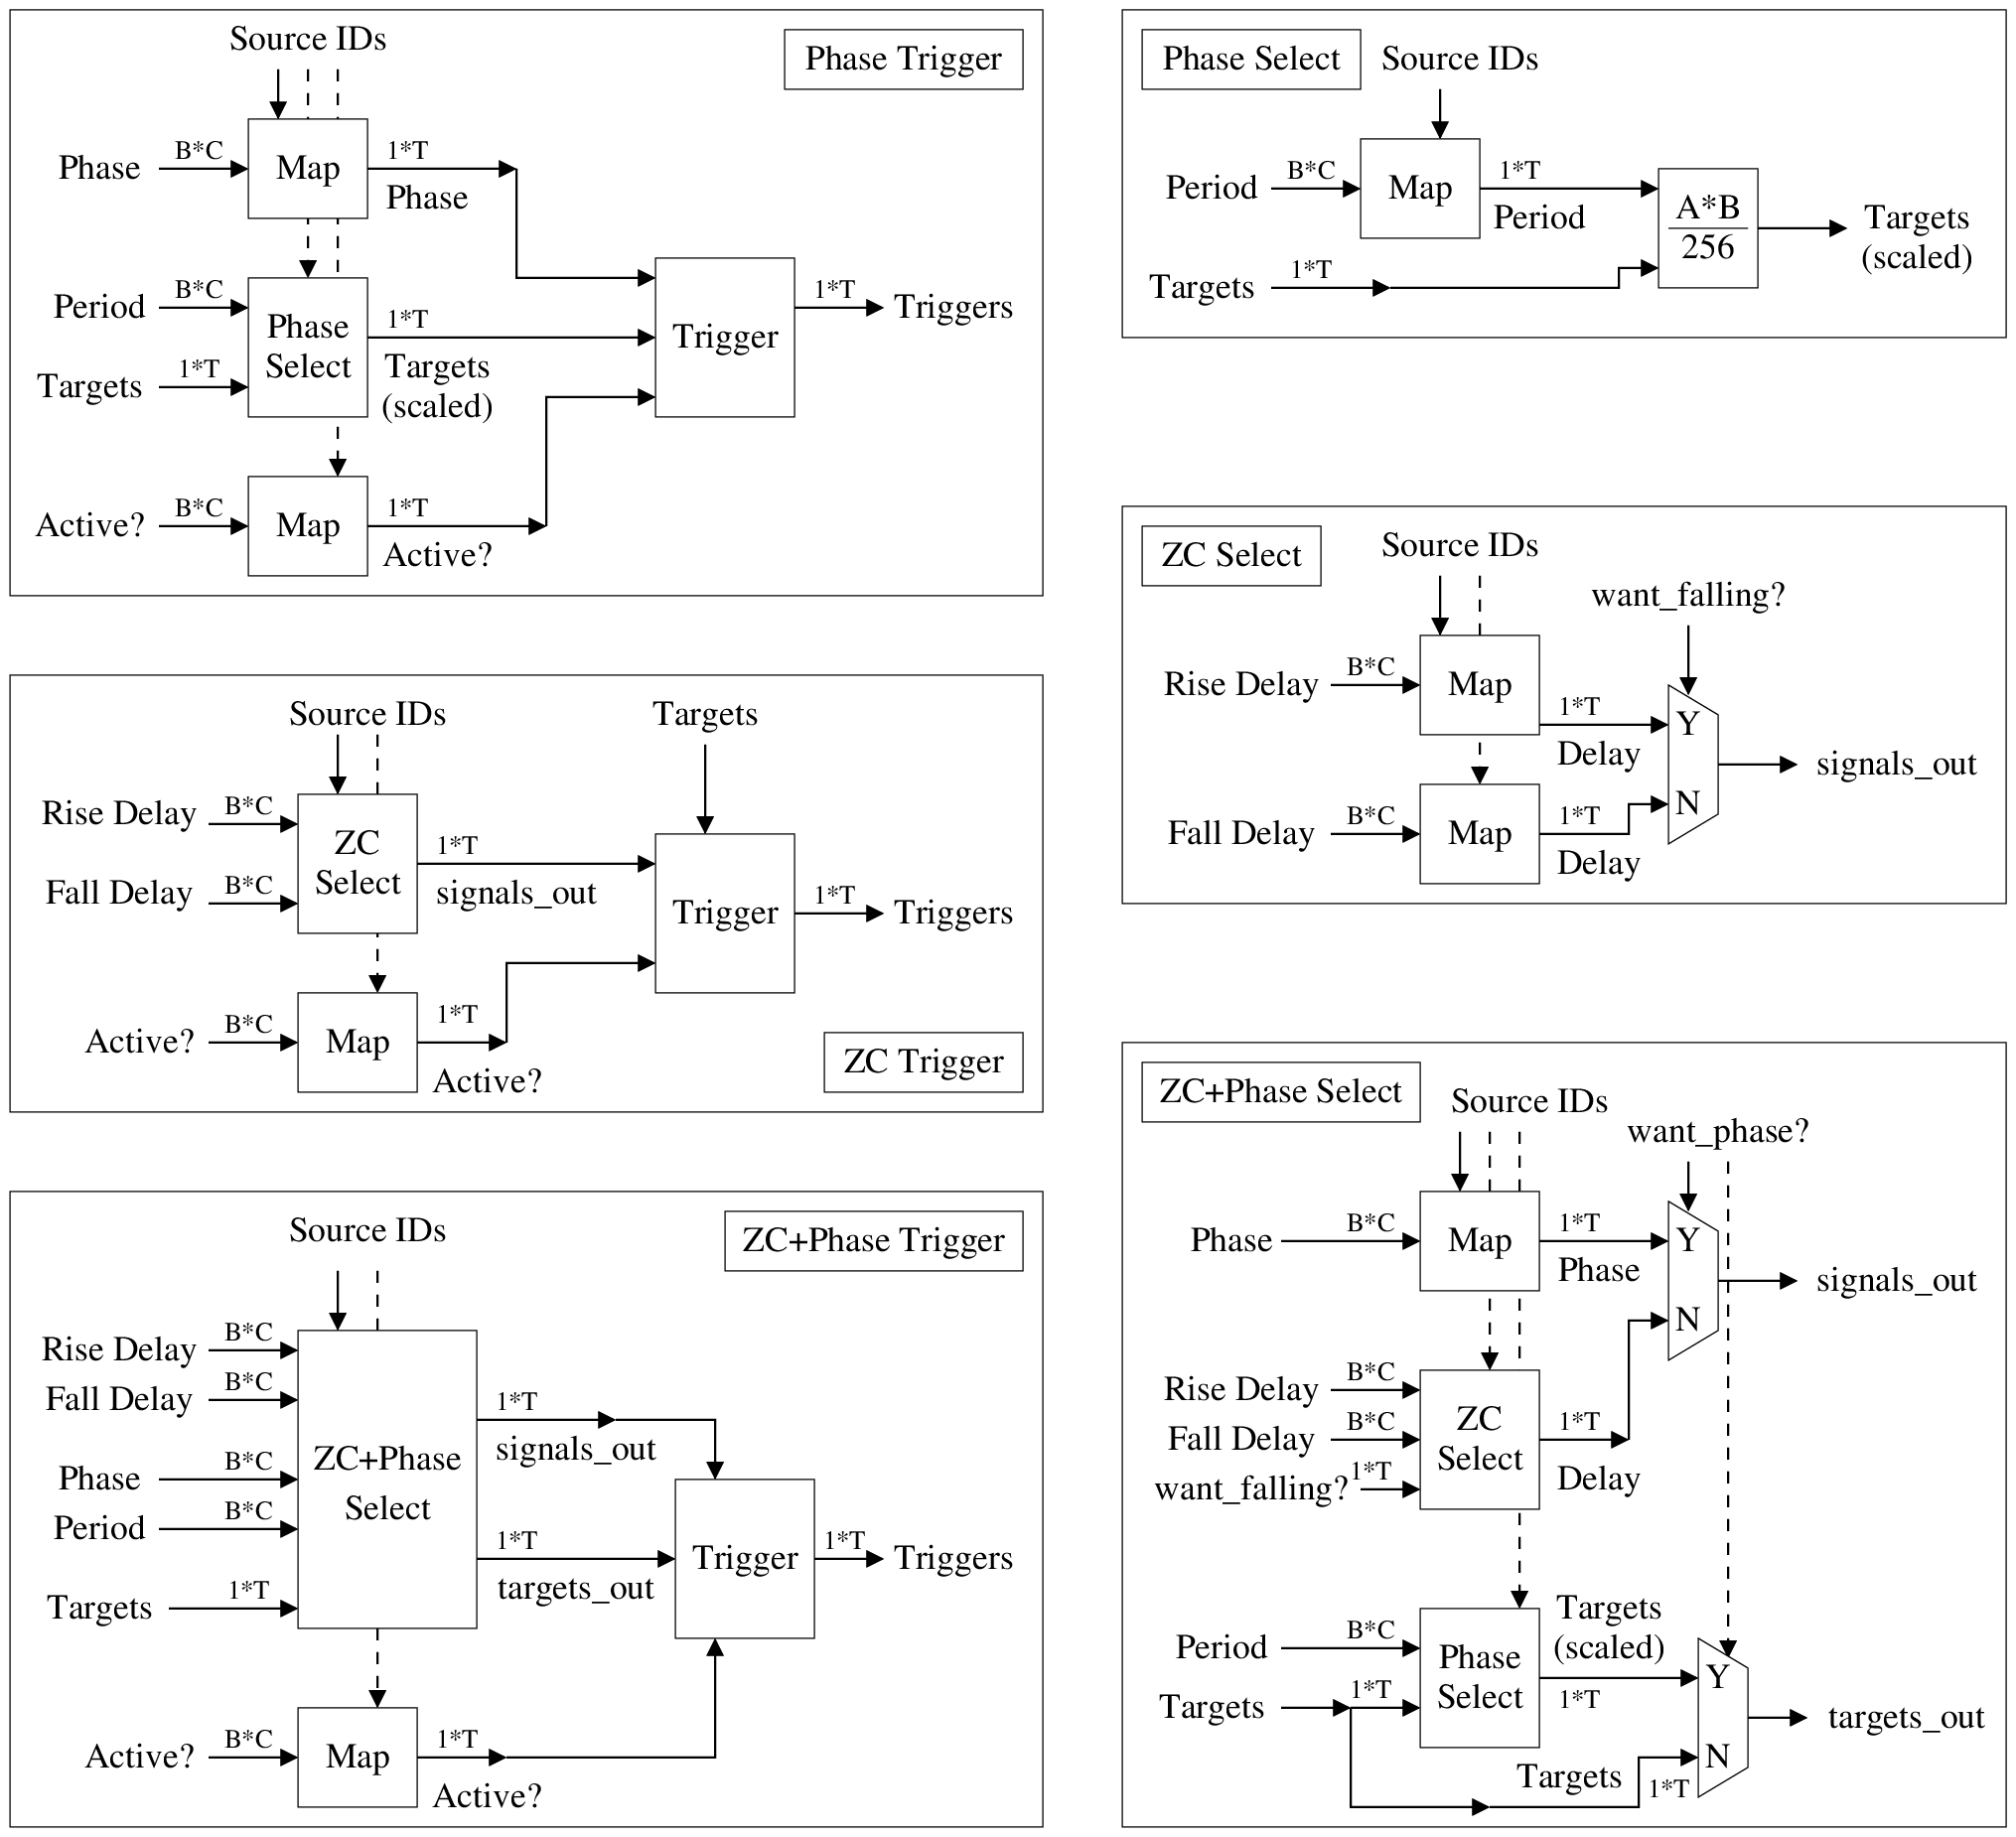 Source IDs
Phase Trigger
Phase
B*C
Map
1*T
Phase
Period
B*C
Targets
1*T
Phase
Select
1*T
Targets
(scaled)
Trigger
1*T
Triggers
Active?
B*C
Map
1*T
Active?
Phase Select
Source IDs
Period
B*C
Map
1*T
Period
Targets
1*T
A*B
256
Targets
(scaled)
ZC Select
Source IDs
want_falling?
Rise Delay
B*C
Map
1*T
Delay
Y
N
signals_out
Fall Delay
B*C
Map
1*T
Delay
Source IDs
Targets
Rise Delay
B*C
Fall Delay
B*C
ZC
Select
1*T
signals_out
Trigger
1*T
Triggers
Active?
B*C
Map
1*T
Active?
ZC Trigger
Source IDs
ZC+Phase Trigger
Rise Delay
B*C
Fall Delay
B*C
Phase
B*C
Period
B*C
Targets
1*T
ZC+Phase
Select
1*T
signals_out
1*T
targets_out
Trigger
1*T
Triggers
Active?
B*C
Map
1*T
Active?
ZC+Phase Select
Source IDs
want_phase?
Phase
B*C
Map
1*T
Phase
Y
N
signals_out
Rise Delay
B*C
Fall Delay
B*C
want_falling?
1*T
ZC
Select
1*T
Delay
Period
B*C
Targets
1*T
Phase
Select
Targets
(scaled)
1*T
Y
N
targets_out
Targets
1*T